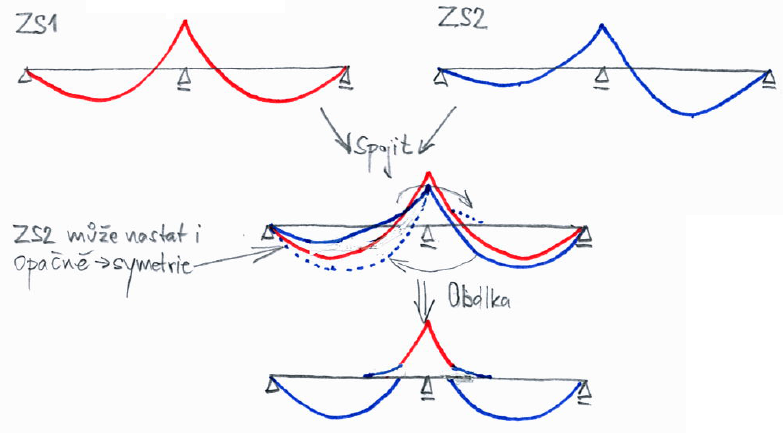 ZS1
ZS2
Spojit
ZS2 může nastat i
opačně→symetrie
Obálka